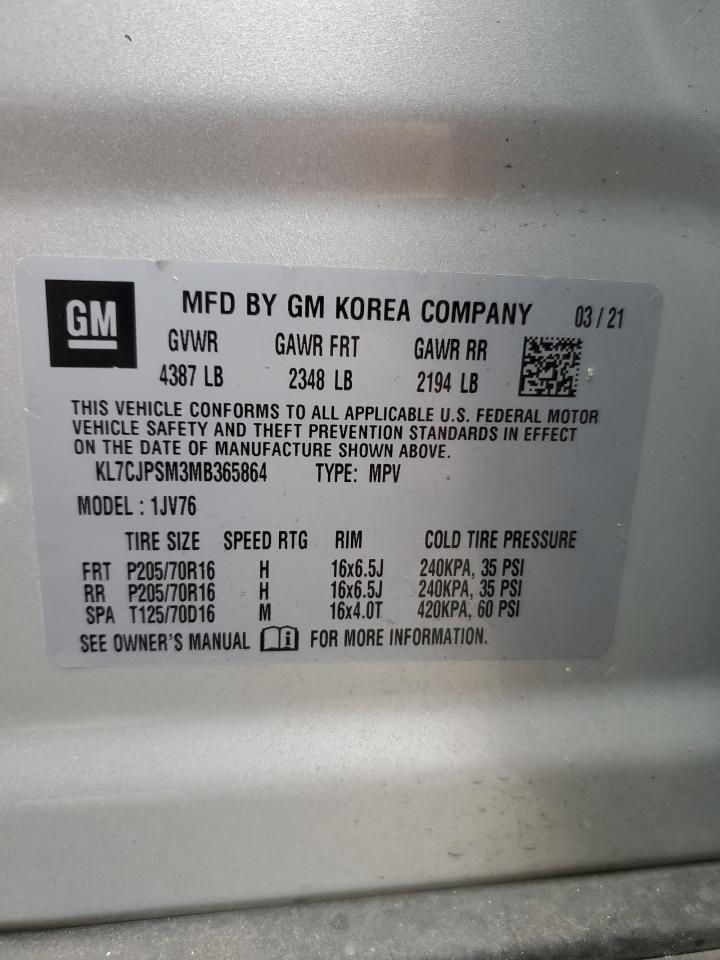 GM MFD BY GM KOREA COMPANY 03/21
GVWR GAWR FRT GAWR RR
4387 LB 2348 LB 2194 LB
THIS VEHICLE CONFORMS TO ALL APPLICABLE U.S. FEDERAL MOTOR
VEHICLE SAFETY AND THEFT PREVENTION STANDARDS IN EFFECT
ON THE DATE OF MANUFACTURE SHOWN ABOVE.
KL7CJPSM3MB365864 TYPE: MPV
MODEL : 1JV76
TIRE SIZE SPEED RTG RIM COLD TIRE PRESSURE
FRT P205/70R16 H 16x6.5J 240KPA, 35 PSI
RR P205/70R16 H 16x6.5J 240KPA, 35 PSI
SPA T125/70D16 M 16x4.0T 420KPA, 60 PSI
SEE OWNER'S MANUAL i FOR MORE INFORMATION.